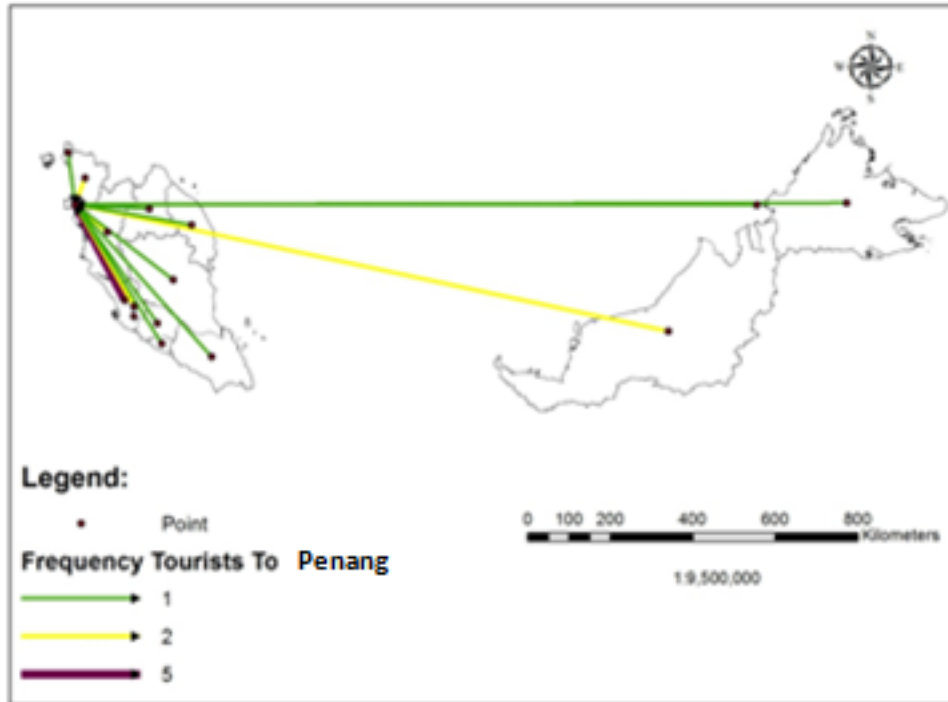 N
W E
S
Legend:
Point
Frequency Tourists To Penang
1
2
5
0 100 200 400 600 800
Kilometers
1:9,500,000